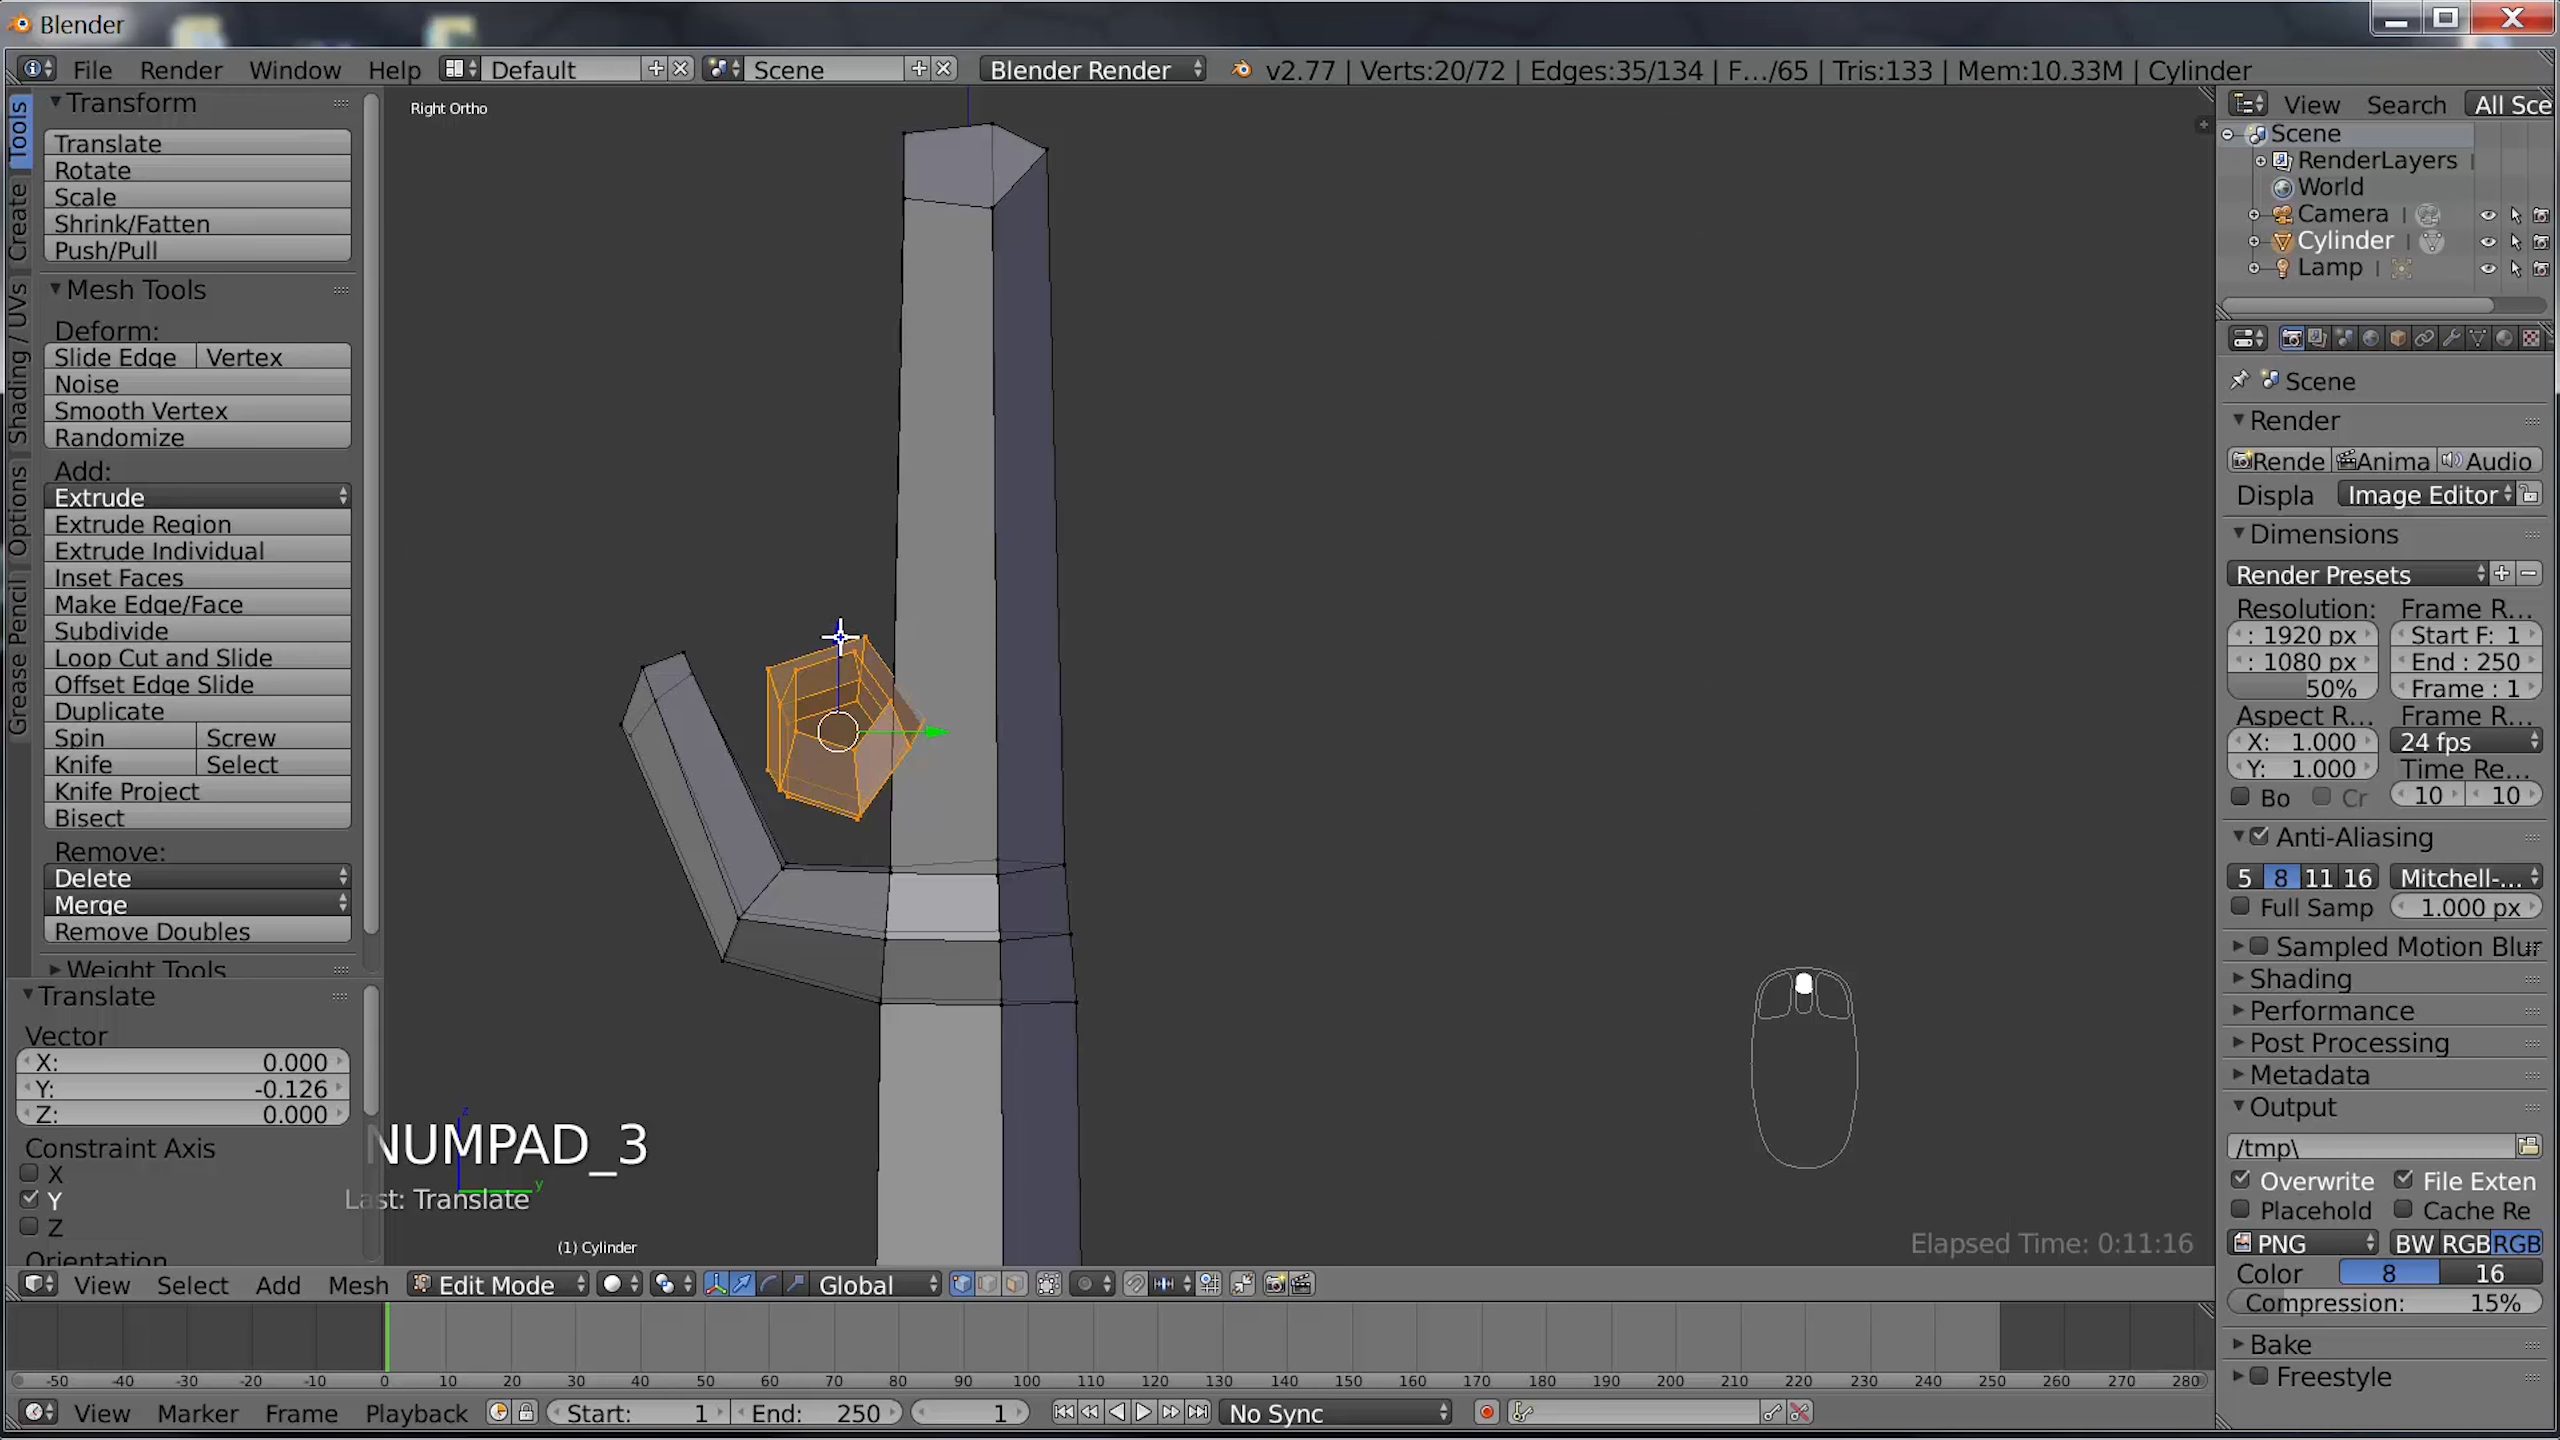 Blender
File Render Window Help Default Scene Blender Render v2.77 | Verts:20/72 | Edges:35/134 | F.../65 | Tris:133 | Mem:10.33M | Cylinder
Tools
Create
Shading / UVs
Options
Grease Pencil
Transform
Translate
Rotate
Scale
Shrink/Fatten
Push/Pull
Mesh Tools
Deform:
Slide Edge Vertex
Noise
Smooth Vertex
Randomize
Add:
Extrude
Extrude Region
Extrude Individual
Inset Faces
Make Edge/Face
Subdivide
Loop Cut and Slide
Offset Edge Slide
Duplicate
Spin Screw
Knife Select
Knife Project
Bisect
Remove:
Delete
Merge
Remove Doubles
Weight Tools
Translate
Vector
X: 0.000
Y: -0.126
Z: 0.000
Constraint Axis
X
Y
Z
Orientation
Right Ortho
z
NUMPAD_3
y
Last: Translate
(1) Cylinder
Elapsed Time: 0:11:16
View Select Add Mesh Edit Mode Global
-50 -40 -30 -20 -10 0 10 20 30 40 50 60 70 80 90 100 110 120 130 140 150 160 170 180 190 200 210 220 230 240 250 260 270 280
View Marker Frame Playback Start: 1 End: 250 1 No Sync
View Search All Sce
Scene
RenderLayers |
World
Camera |
Cylinder |
Lamp |
Scene
Render
Rende Anima Audio
Displa Image Editor
Dimensions
Render Presets
Resolution: Frame R...
: 1920 px Start F: 1
: 1080 px End : 250
50% Frame : 1
Aspect R... Frame R...
X: 1.000 24 fps
Y: 1.000 Time Re...
Bo Cr 10 10
Anti-Aliasing
5 8 11 16 Mitchell-...
Full Samp 1.000 px
Sampled Motion Blur
Shading
Performance
Post Processing
Metadata
Output
/tmp\
Overwrite File Exten
Placehold Cache Re
PNG BW RGB RGB
Color 8 16
Compression: 15%
Bake
Freestyle